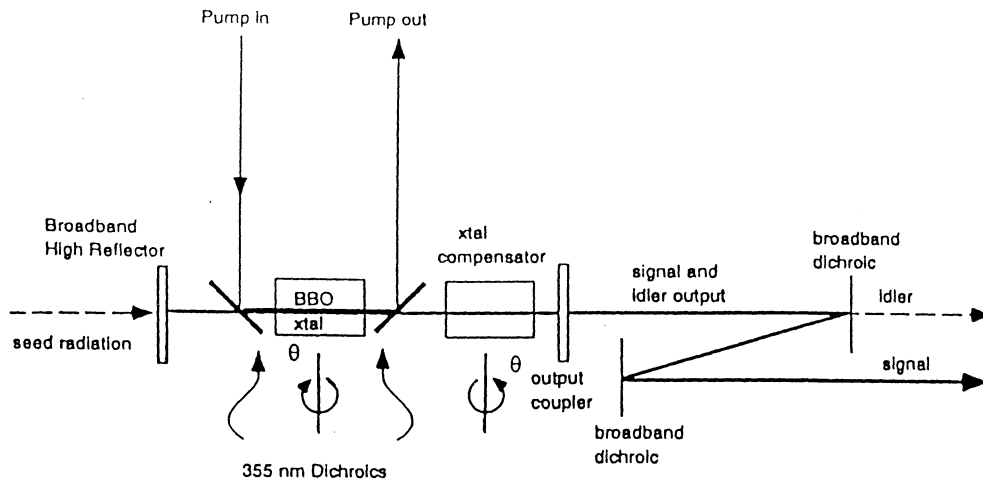 Pump in
Pump out
Broadband
High Reflector
xtal
compensator
broadband
dichroic
signal and
idler output
BBO
xtal
idler
seed radiation
θ
θ
output
coupler
signal
broadband
dichroic
355 nm Dichroics